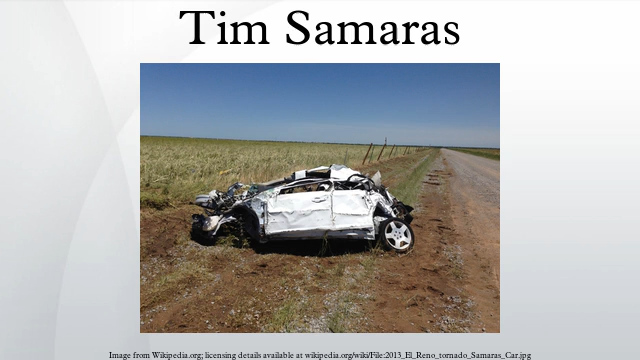 Tim Samaras
Image from Wikipedia.org; licensing details available at wikipedia.org/wiki/File:2013_El_Reno_tornado_Samaras_Car.jpg